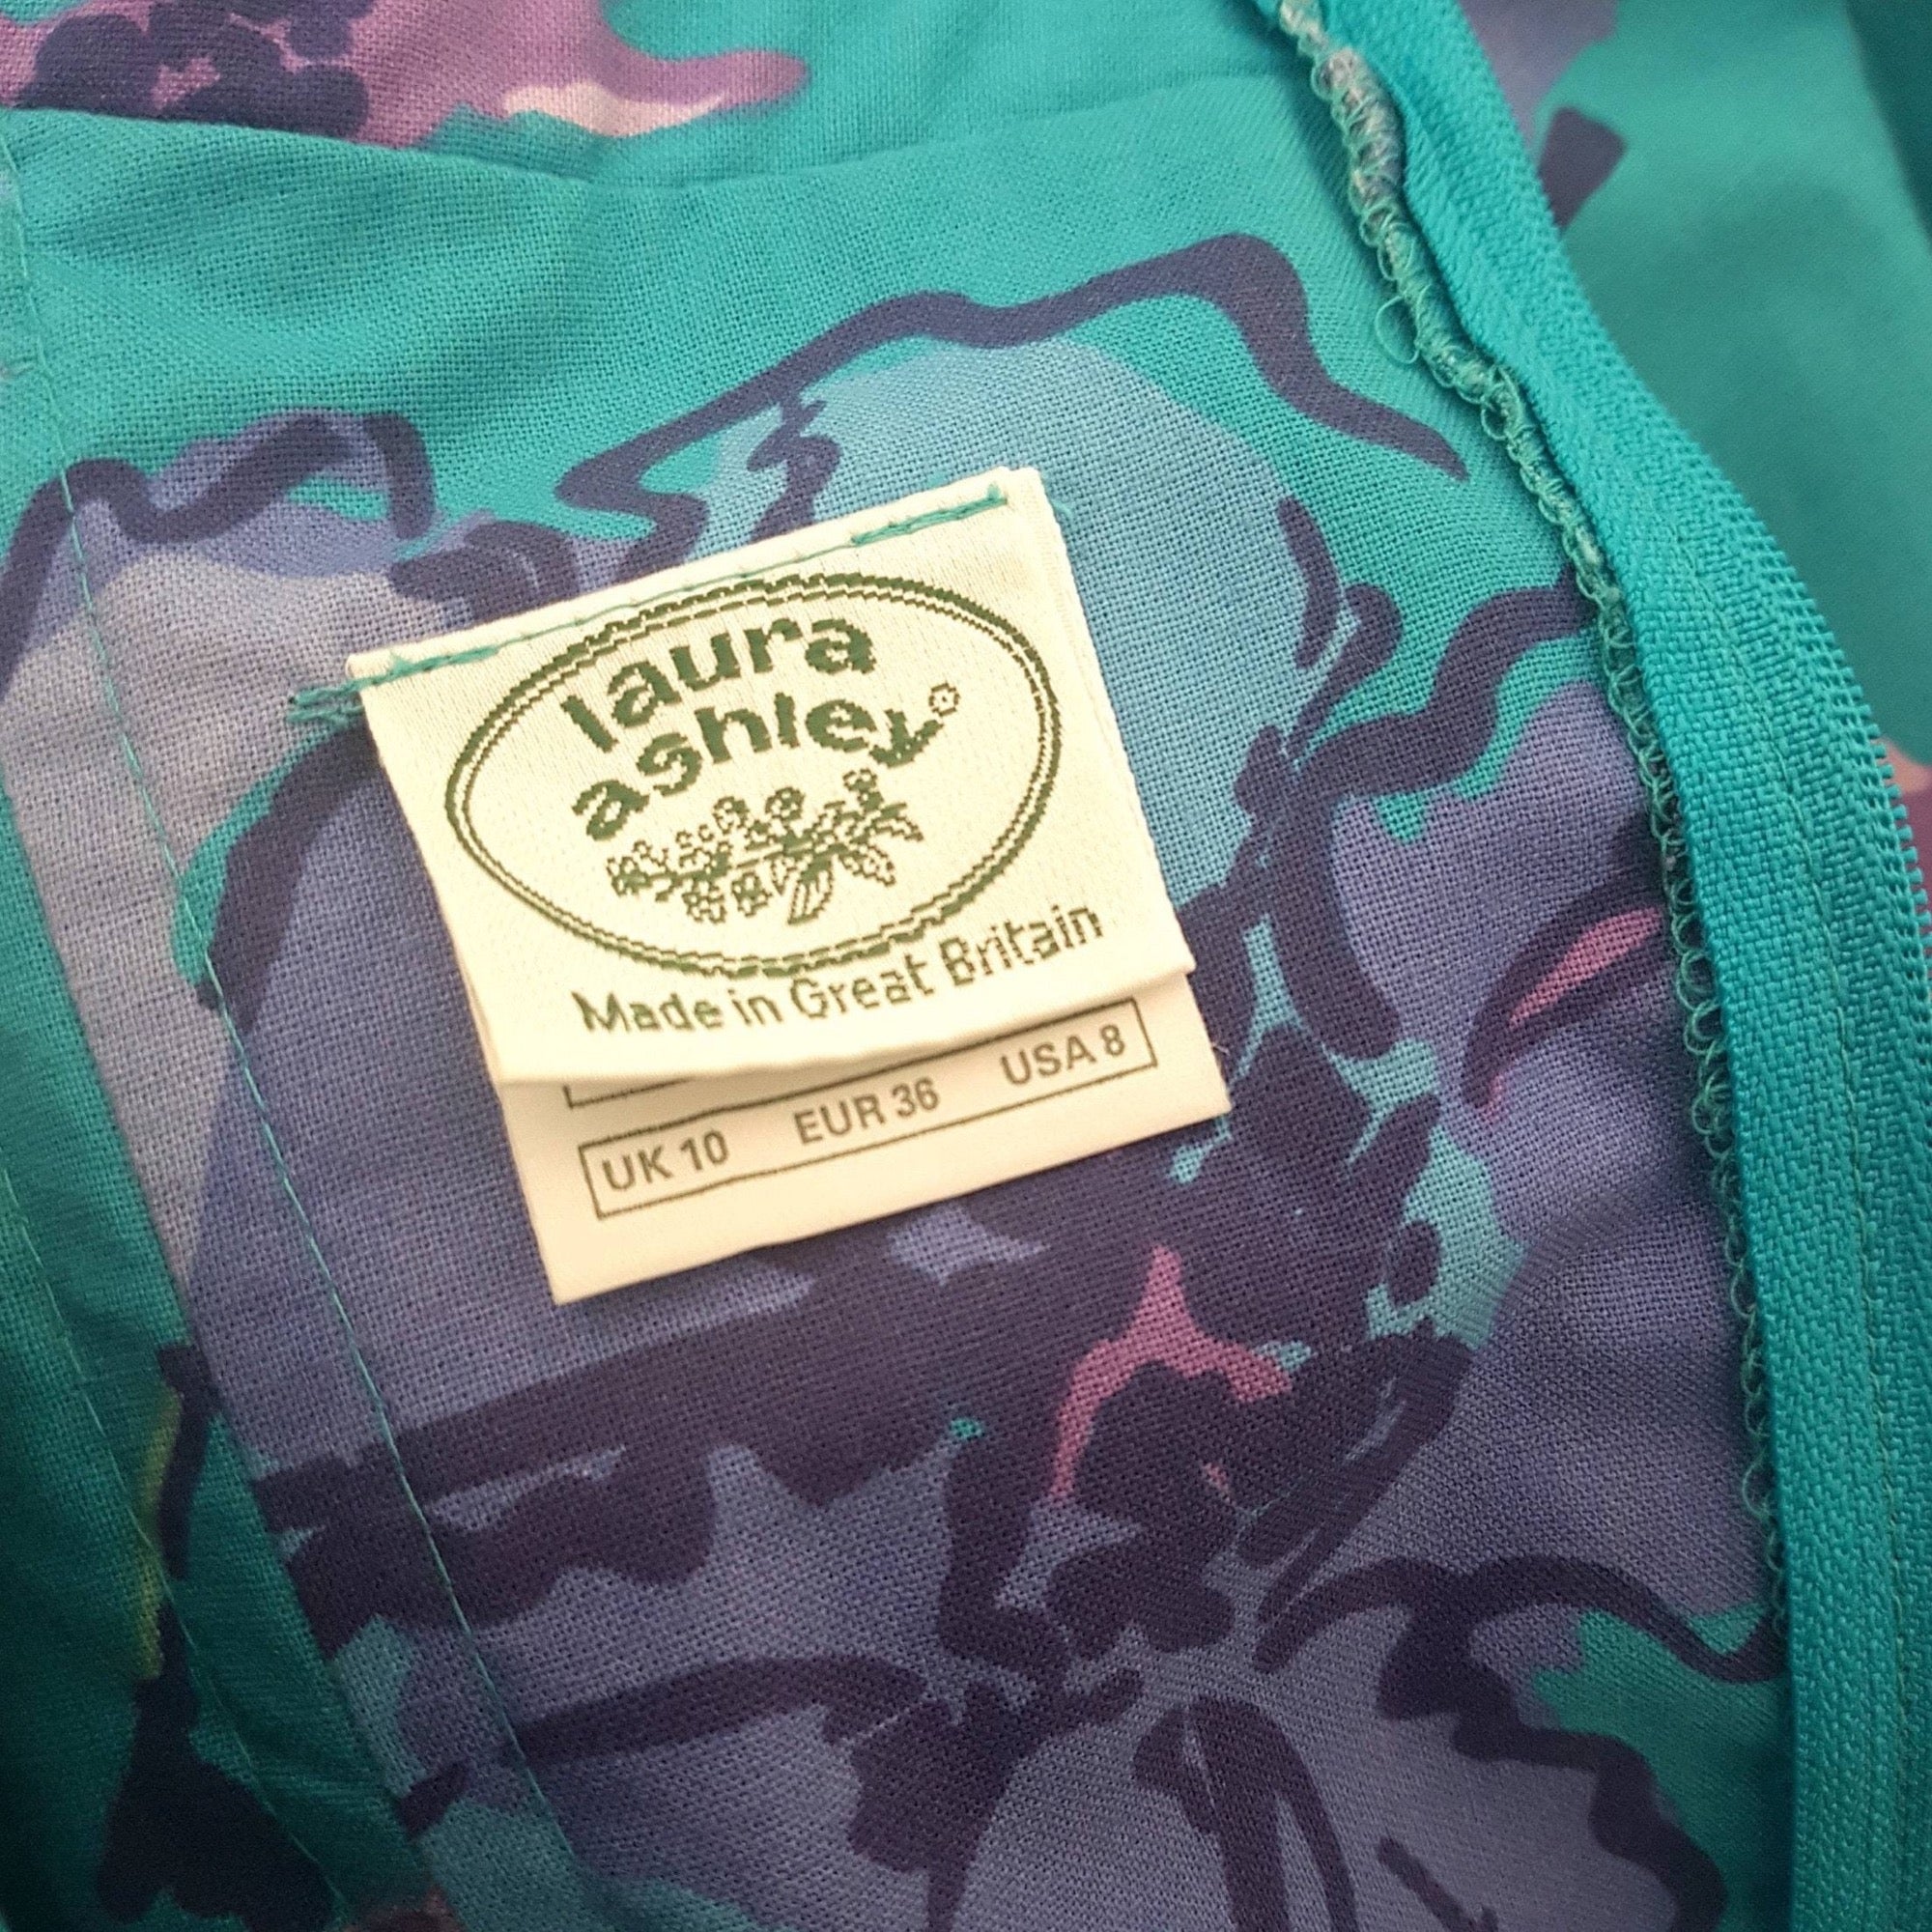 laura
ashley®
Made in Great Britain
UK 10 EUR 36 USA 8